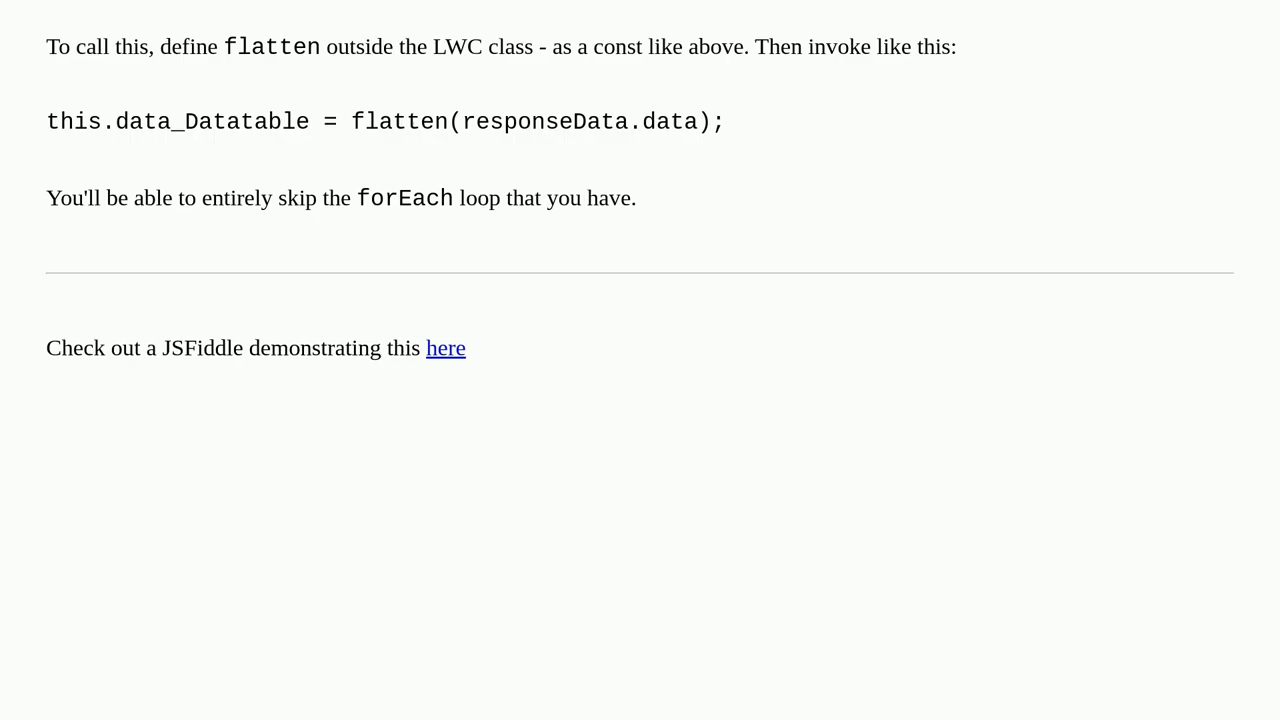 To call this, define flatten outside the LWC class - as a const like above. Then invoke like this:
this.data_Datatable = flatten(responseData.data);
You'll be able to entirely skip the forEach loop that you have.
Check out a JSFiddle demonstrating this here